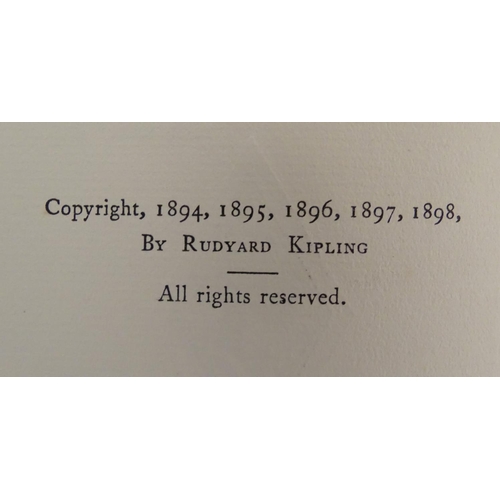 Copyright, 1894, 1895, 1896, 1897, 1898,
By Rudyard Kipling
All rights reserved.